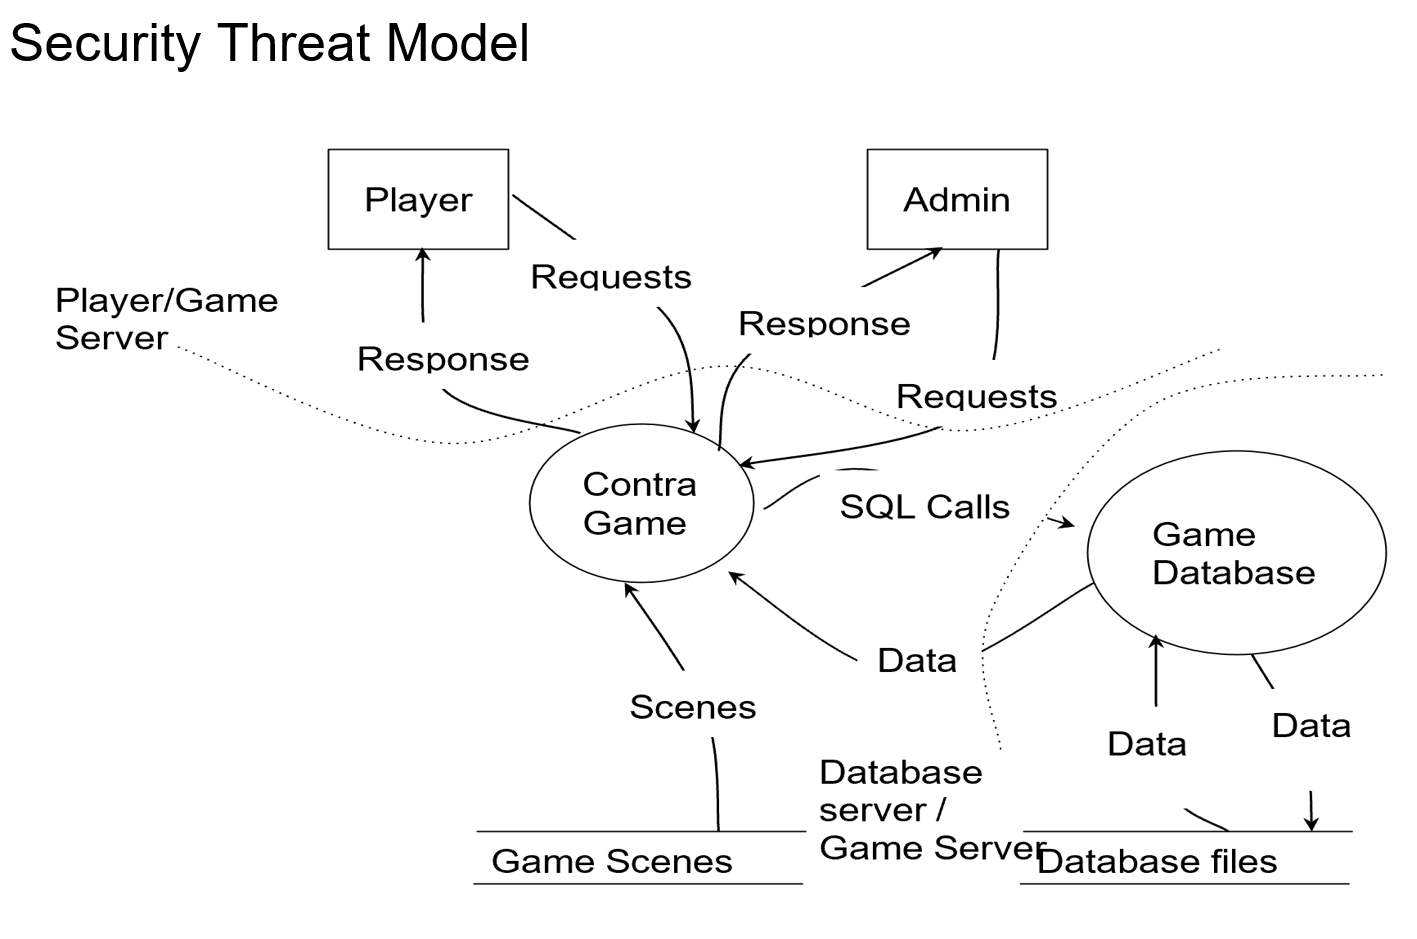 Security Threat Model
Player
Admin
Requests
Player/Game
Server
Response
Response
Requests
Contra
Game
SQL Calls
Game
Database
Data
Scenes
Data
Data
Database
server /
Game Server
Game Scenes
Database files